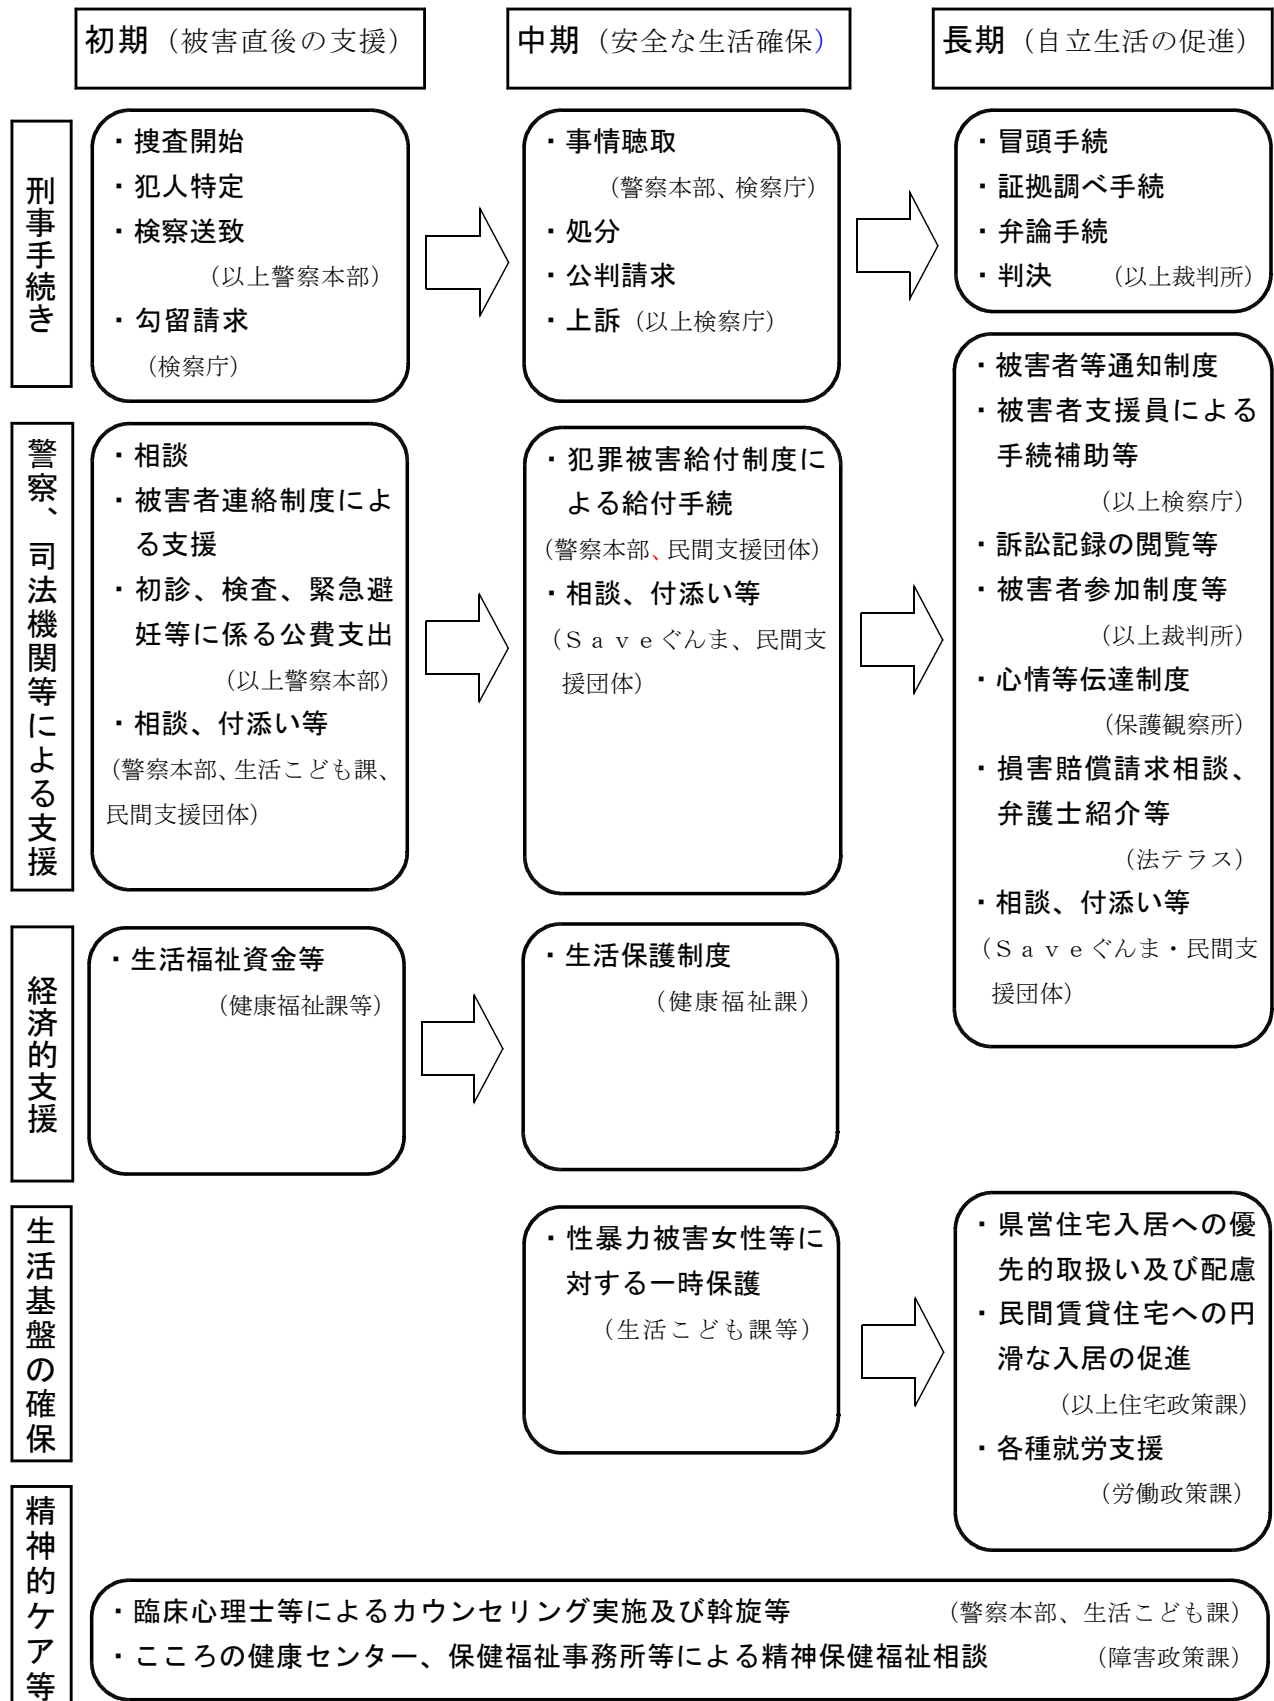 初期（被害直後の支援）
中期（安全な生活確保）
長期（自立生活の促進）
刑事手続き
・捜査開始
・犯人特定
・検察送致
（以上警察本部）
・勾留請求
（検察庁）
・事情聴取
（警察本部、検察庁）
・処分
・公判請求
・上訴（以上検察庁）
・冒頭手続
・証拠調べ手続
・弁論手続
・判決　（以上裁判所）
警察、司法機関等による支援
・相談
・被害者連絡制度によ
る支援
・初診、検査、緊急避
妊等に係る公費支出
（以上警察本部）
・相談、付添い等
（警察本部、生活こども課、
民間支援団体）
・犯罪被害給付制度に
よる給付手続
（警察本部、民間支援団体）
・相談、付添い等
（Ｓａｖｅぐんま、民間支
援団体）
・被害者等通知制度
・被害者支援員による
手続補助等
（以上検察庁）
・訴訟記録の閲覧等
・被害者参加制度等
（以上裁判所）
・心情等伝達制度
（保護観察所）
・損害賠償請求相談、
弁護士紹介等
（法テラス）
・相談、付添い等
（Ｓａｖｅぐんま・民間支
援団体）
経済的支援
・生活福祉資金等
（健康福祉課等）
・生活保護制度
（健康福祉課）
生活基盤の確保
・性暴力被害女性等に
対する一時保護
（生活こども課等）
・県営住宅入居への優
先的取扱い及び配慮
・民間賃貸住宅への円
滑な入居の促進
（以上住宅政策課）
・各種就労支援
（労働政策課）
精神的ケア等
・臨床心理士等によるカウンセリング実施及び斡旋等　（警察本部、生活こども課）
・こころの健康センター、保健福祉事務所等による精神保健福祉相談　（障害政策課）